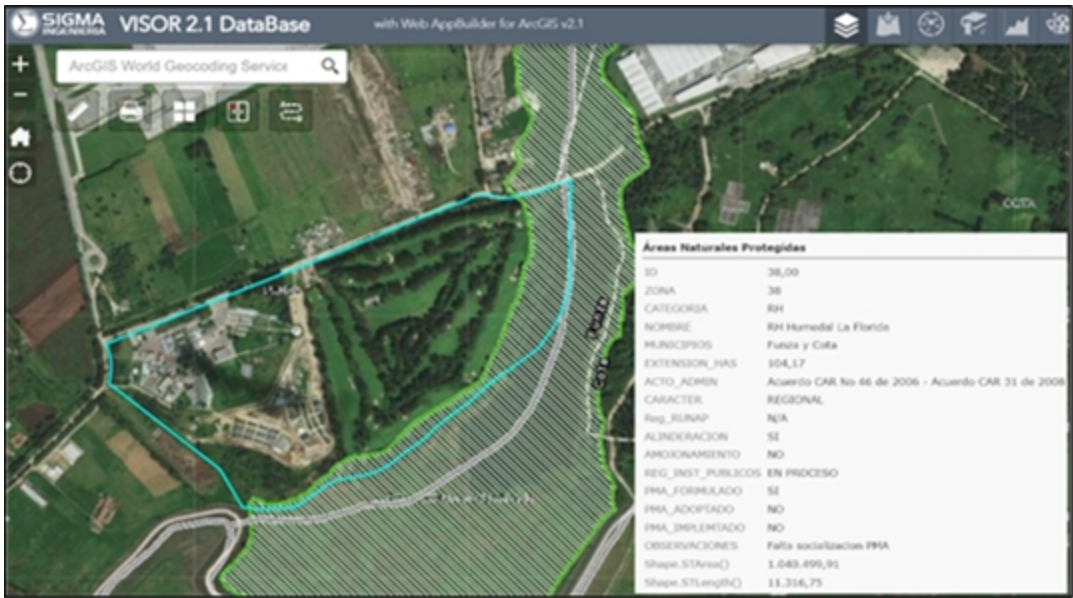 SIGMA
INGENIERIA
VISOR 2.1 DataBase
with Web AppBuilder for ArcGIS v2.1
ArcGIS World Geocoding Service
COTA
Funza
Cota
Áreas Naturales Protegidas
ID 38,00
ZONA 38
CATEGORIA RH
NOMBRE RH Humedal La Florida
MUNICIPIOS Funza y Cota
EXTENSION_HAS 104,17
ACTO_ADMIN Acuerdo CAR No 46 de 2006 - Acuerdo CAR 31 de 2008
CARACTER REGIONAL
Reg_RUNAP N/A
ALINDERACION SI
AMOJONAMIENTO NO
REG_INST_PUBLICOS EN PROCESO
PMA_FORMULADO SI
PMA_ADOPTADO NO
PMA_IMPLEMTADO NO
OBSERVACIONES Falta socializacion PMA
Shape.STArea() 1.040.499,91
Shape.STLength() 11.316,75